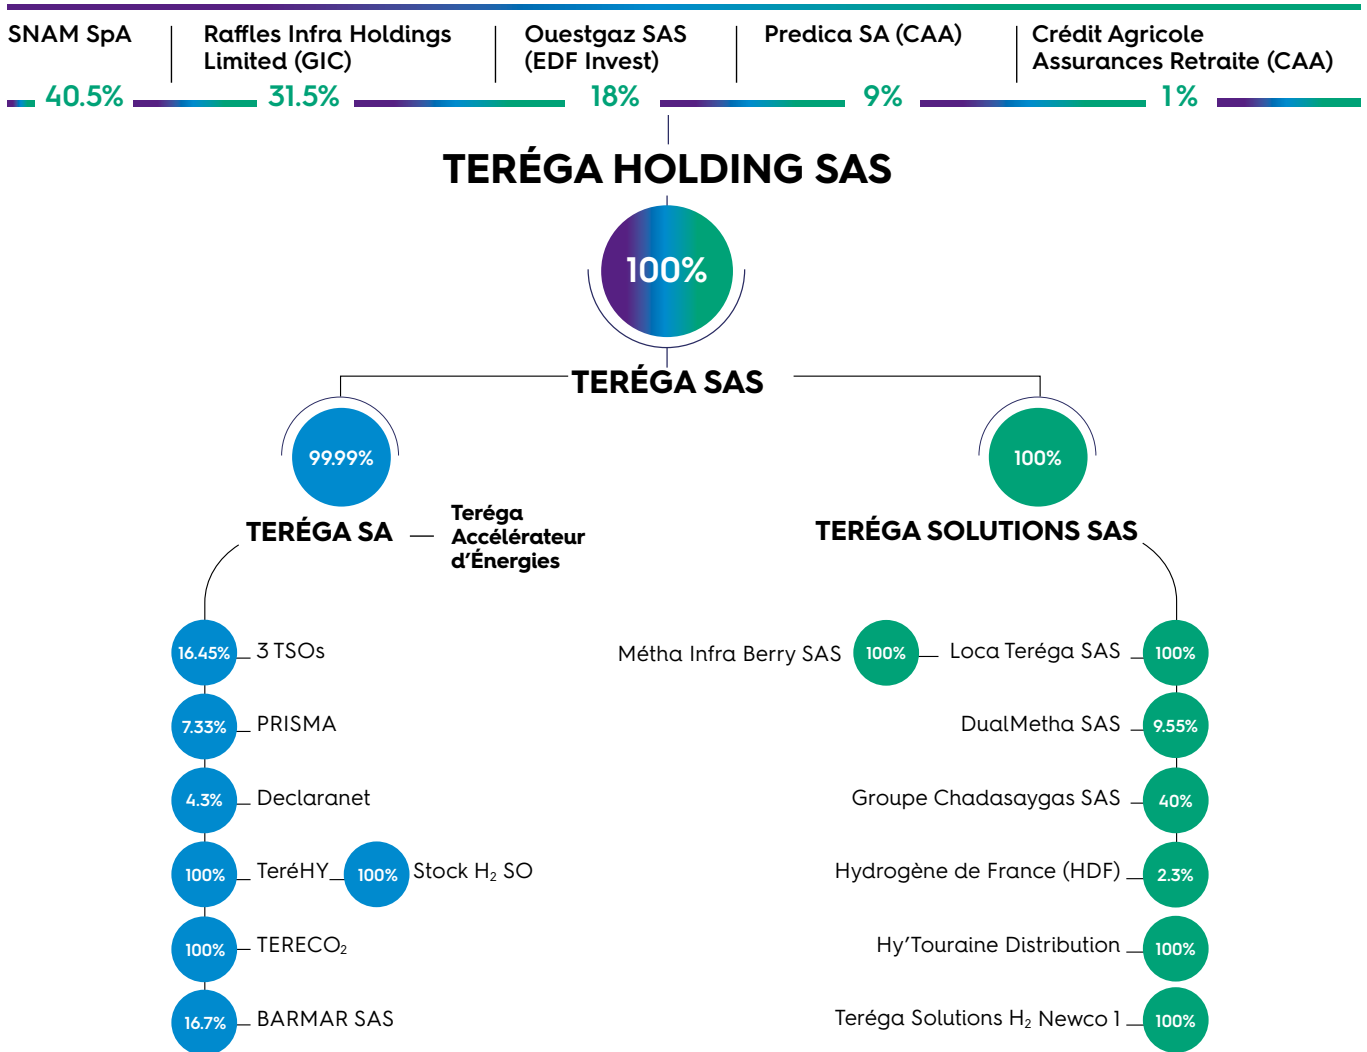 SNAM SpA
Raffles Infra Holdings
Limited (GIC)
Ouestgaz SAS
(EDF Invest)
Predica SA (CAA)
Crédit Agricole
Assurances Retraite (CAA)
40.5%
31.5%
18%
9%
1%
TERÉGA HOLDING SAS
100%
TERÉGA SAS
99.99%
100%
TERÉGA SA
Teréga
Accélérateur
d'Énergies
TERÉGA SOLUTIONS SAS
16.45% 3 TSOs
7.33% PRISMA
4.3% Declaranet
100% TeréHY 100% Stock H₂ SO
100% TERECO₂
16.7% BARMAR SAS
Métha Infra Berry SAS 100% Loca Teréga SAS 100%
DualMetha SAS 9.55%
Groupe Chadasaygas SAS 40%
Hydrogène de France (HDF) 2.3%
Hy'Touraine Distribution 100%
Teréga Solutions H₂ Newco 1 100%